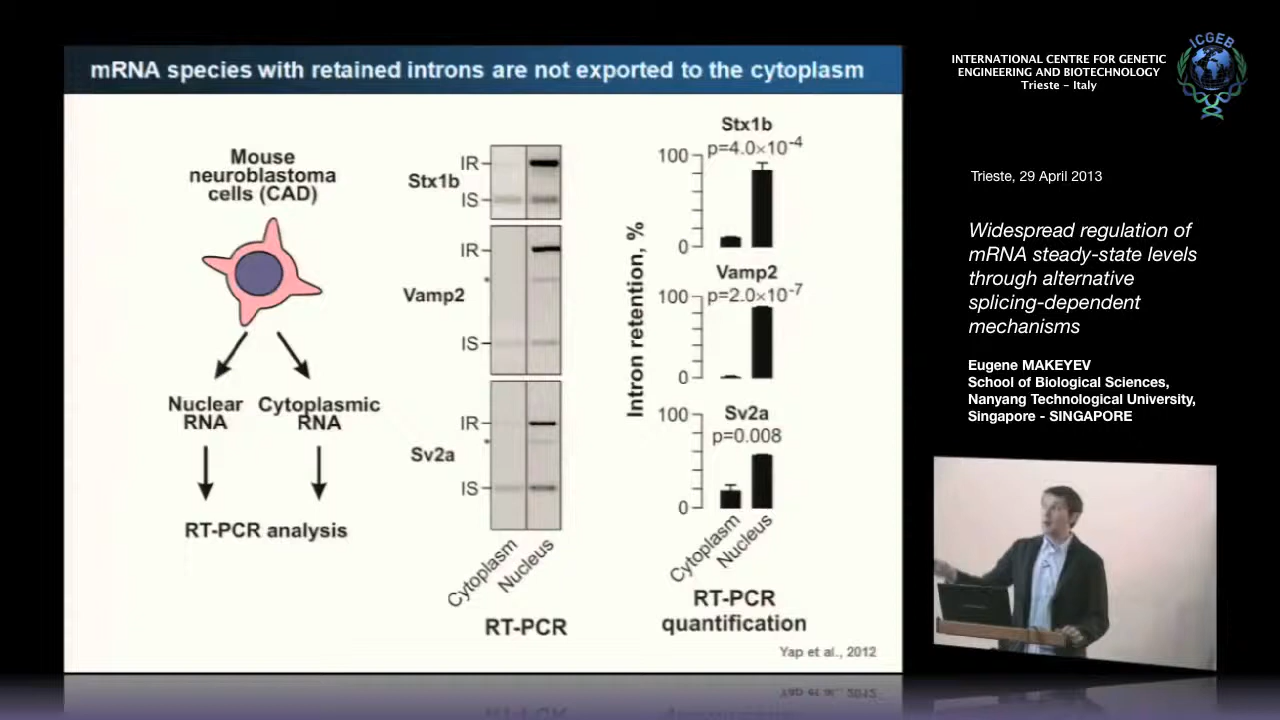 mRNA species with retained introns are not exported to the cytoplasm
Mouse
neuroblastoma
cells (CAD)
Nuclear
RNA
Cytoplasmic
RNA
RT-PCR analysis
Stx1b
IR
IS
Vamp2
IR
*
IS
Sv2a
IR
*
IS
Cytoplasm
Nucleus
RT-PCR
Intron retention, %
Stx1b
p=4.0×10-4
100
0
Vamp2
p=2.0×10-7
100
0
Sv2a
p=0.008
100
0
Cytoplasm
Nucleus
RT-PCR
quantification
Yap et al., 2012
INTERNATIONAL CENTRE FOR GENETIC
ENGINEERING AND BIOTECHNOLOGY
Trieste - Italy
ICGEB
Trieste, 29 April 2013
Widespread regulation of
mRNA steady-state levels
through alternative
splicing-dependent
mechanisms
Eugene MAKEYEV
School of Biological Sciences,
Nanyang Technological University,
Singapore - SINGAPORE